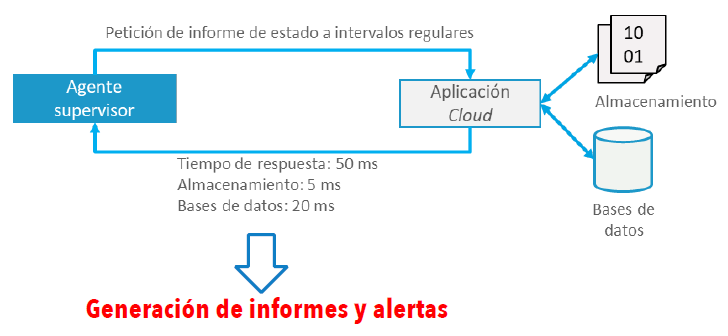 Petición de informe de estado a intervalos regulares
Agente
supervisor
Aplicación
Cloud
10
01
Almacenamiento
Tiempo de respuesta: 50 ms
Almacenamiento: 5 ms
Bases de datos: 20 ms
Bases de
datos
Generación de informes y alertas